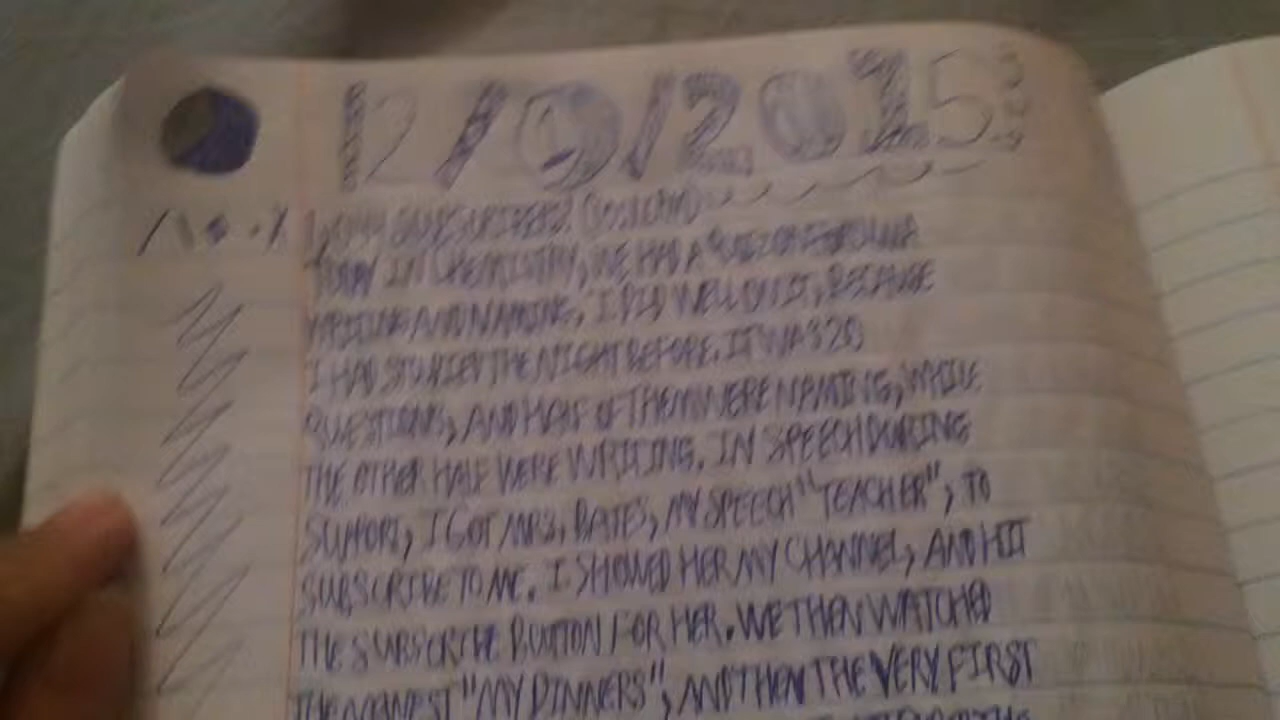 12/9/2015
TODAY IN CHEMISTRY, WE HAD A QUIZ ON FORMULA
WRITING AND NAMING, I DID WELL ON IT, BECAUSE
I HAD STUDIED THE NIGHT BEFORE. IT WAS 20
QUESTIONS, AND HALF OF THEM WERE NAMING, WHILE
THE OTHER HALF WERE WRITING. IN SPEECH DURING
SUPPORT, I GOT MRS. BATES, MY SPEECH "TEACHER", TO
SUBSCRIBE TO ME. I SHOWED HER MY CHANNEL, AND HIT
THE SUBSCRIBE BUTTON FOR HER. WE THEN WATCHED
THE NEWEST "MY DINNERS", AND THEN THE VERY FIRST